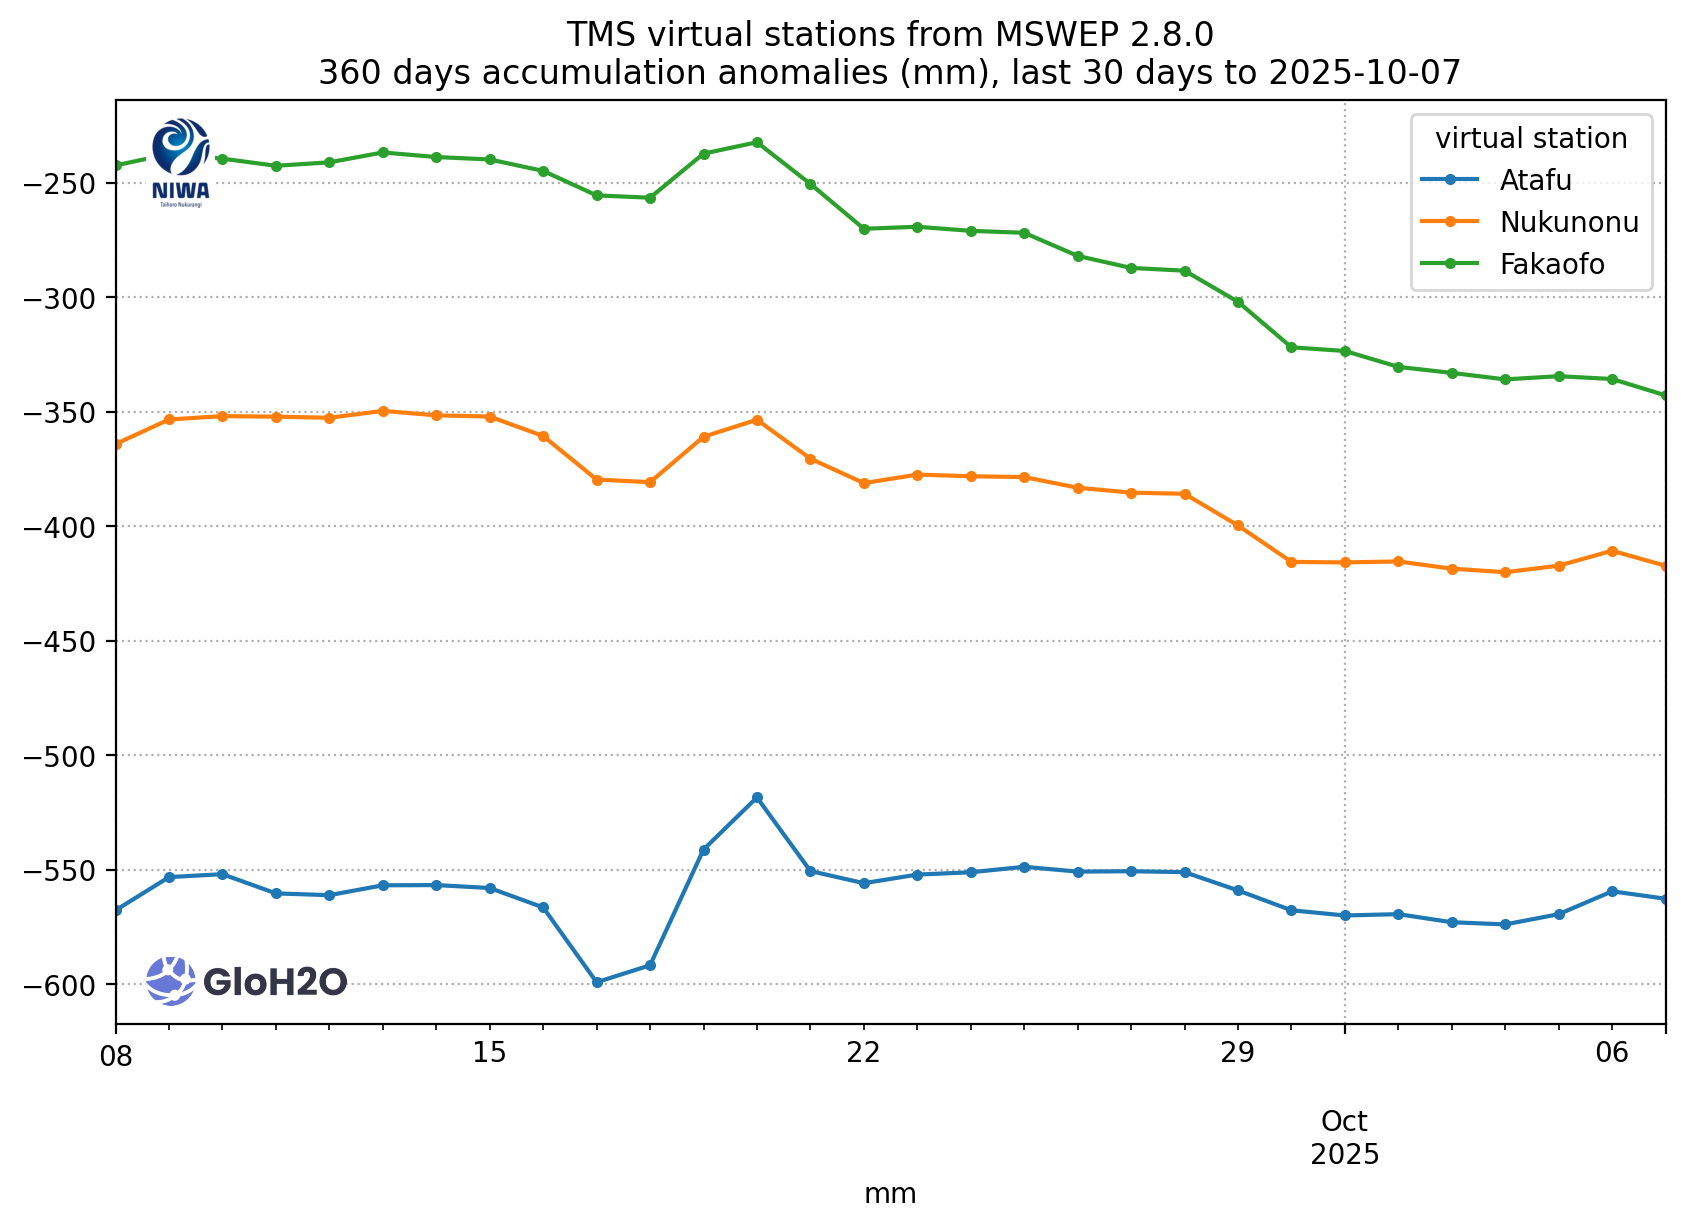 TMS virtual stations from MSWEP 2.8.0
360 days accumulation anomalies (mm), last 30 days to 2025-10-07
NIWA
Taihoro Nukurangi
virtual station
Atafu
Nukunonu
Fakaofo
−250
−300
−350
−400
−450
−500
−550
−600
GloH2O
08 15 22 29 06
Oct
2025
mm